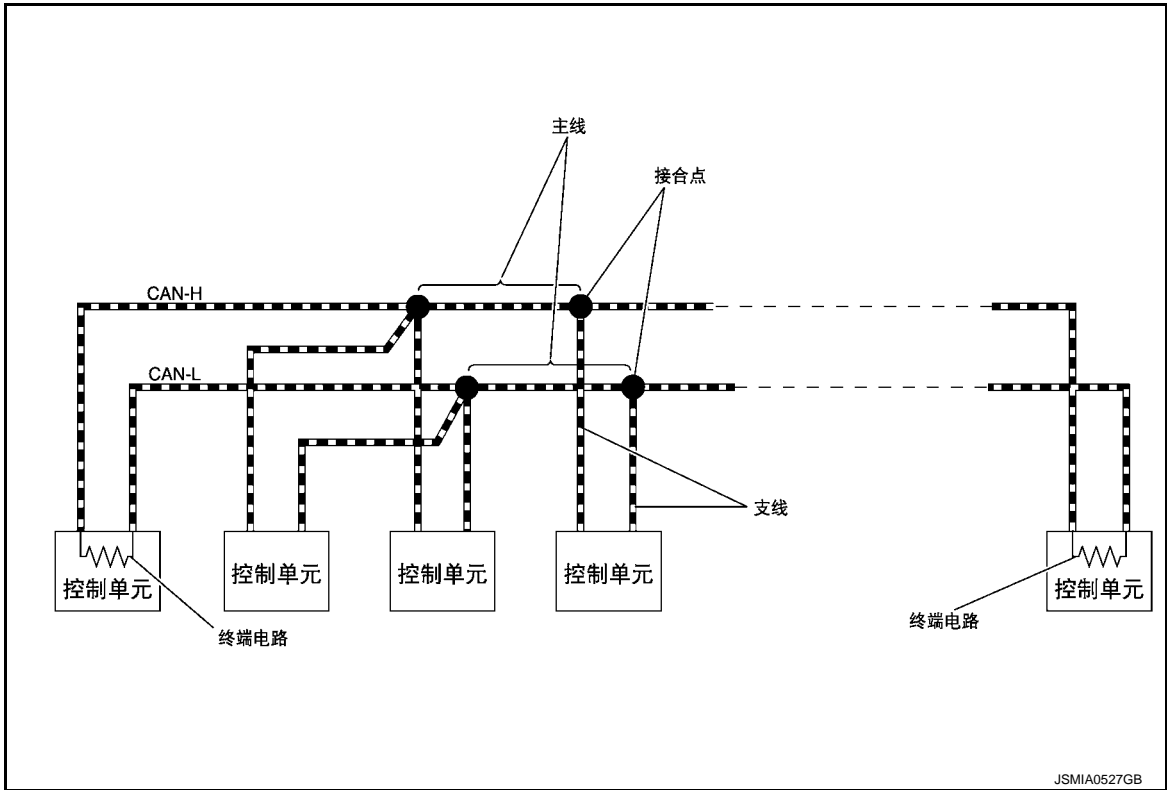 主线
接合点
CAN-H
CAN-L
支线
控制单元
控制单元
控制单元
控制单元
控制单元
终端电路
终端电路
JSMIA0527GB